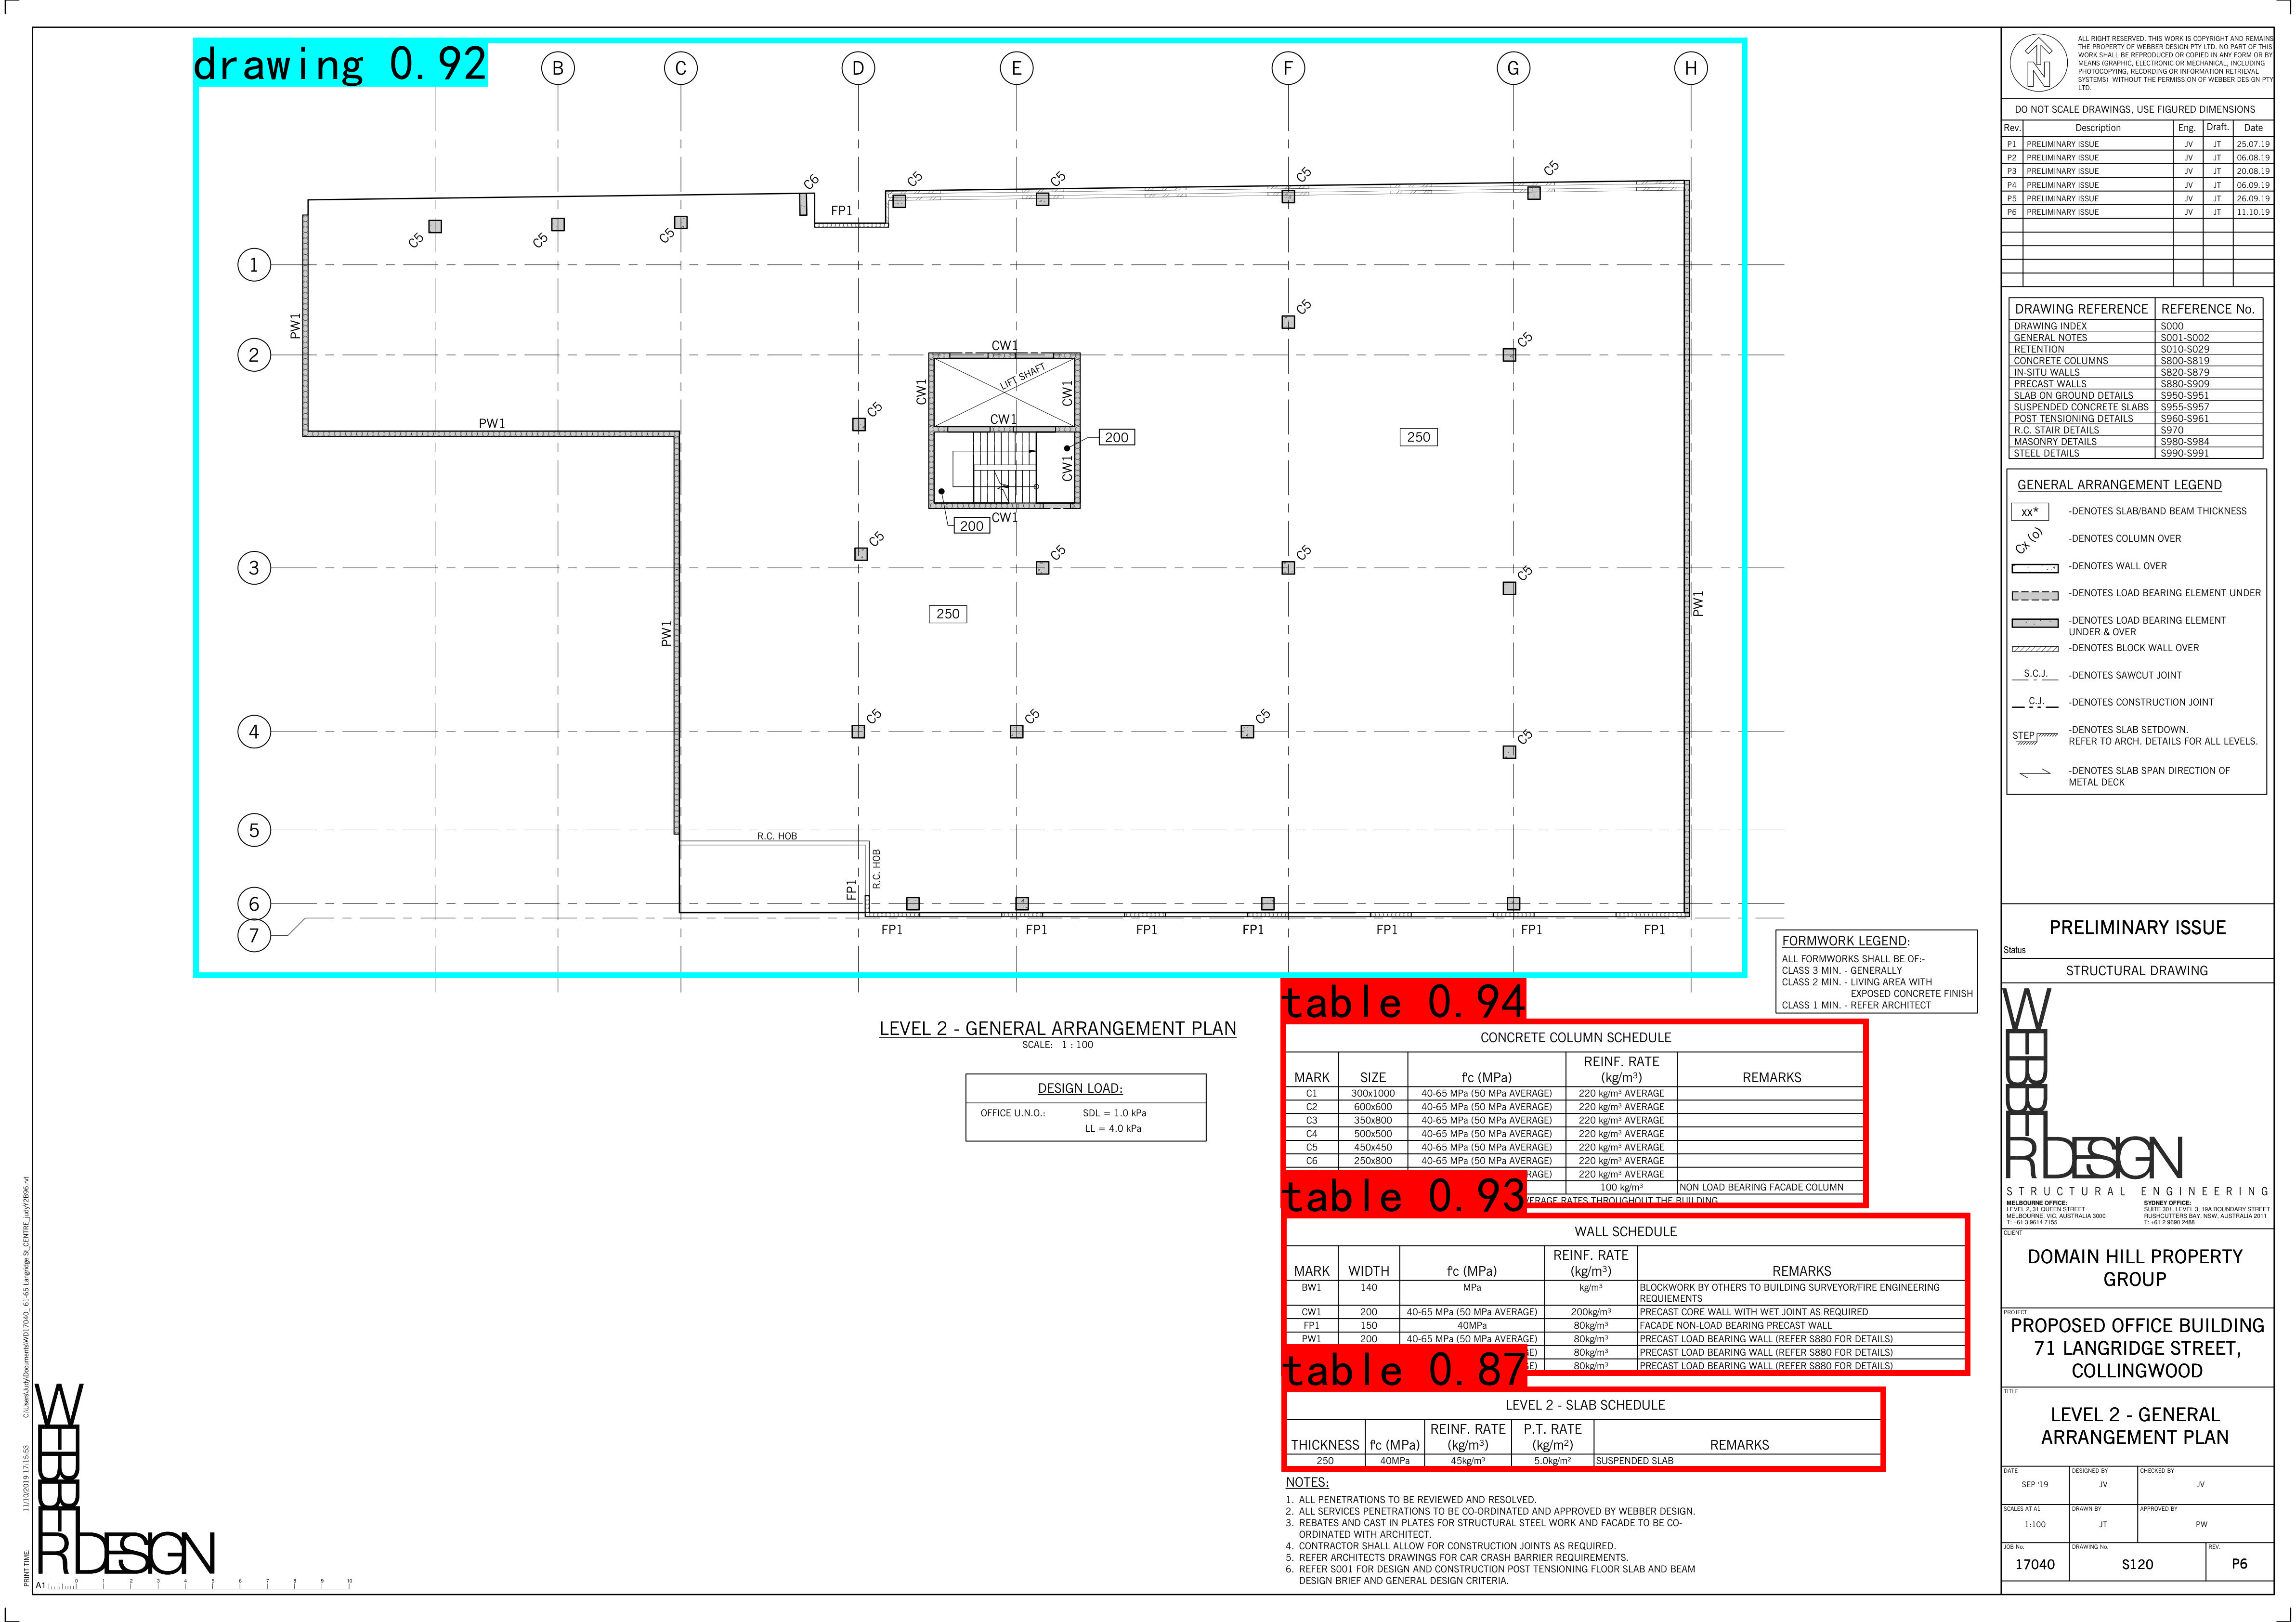 drawing 0.92
B C D E F G H
C6 C5 C5 C5 C5
FP1
C5 C5 C5
1
C5
PW1
2
C5
CW1
LIFT SHAFT
CW1 CW1
C5
CW1
PW1
200
250
CW1
200
CW1
C5 C5 C5
3
C5
250
PW1
PW1
C5 C5 C5
4
C5
5
R.C. HOB
R.C. HOB
FP1
6
7
FP1 FP1 FP1 FP1 FP1 FP1 FP1
FORMWORK LEGEND:
ALL FORMWORKS SHALL BE OF:-
CLASS 3 MIN. - GENERALLY
CLASS 2 MIN. - LIVING AREA WITH
EXPOSED CONCRETE FINISH
CLASS 1 MIN. - REFER ARCHITECT
LEVEL 2 - GENERAL ARRANGEMENT PLAN
SCALE: 1 : 100
DESIGN LOAD:
OFFICE U.N.O.: SDL = 1.0 kPa
LL = 4.0 kPa
table 0.94
CONCRETE COLUMN SCHEDULE
MARK SIZE f'c (MPa) REINF. RATE (kg/m³) REMARKS
C1 300x1000 40-65 MPa (50 MPa AVERAGE) 220 kg/m³ AVERAGE
C2 600x600 40-65 MPa (50 MPa AVERAGE) 220 kg/m³ AVERAGE
C3 350x800 40-65 MPa (50 MPa AVERAGE) 220 kg/m³ AVERAGE
C4 500x500 40-65 MPa (50 MPa AVERAGE) 220 kg/m³ AVERAGE
C5 450x450 40-65 MPa (50 MPa AVERAGE) 220 kg/m³ AVERAGE
C6 250x800 40-65 MPa (50 MPa AVERAGE) 220 kg/m³ AVERAGE
220 kg/m³ AVERAGE
100 kg/m³ NON LOAD BEARING FACADE COLUMN
RATES THROUGHOUT THE BUILDING
table 0.93
WALL SCHEDULE
MARK WIDTH f'c (MPa) REINF. RATE (kg/m³) REMARKS
BW1 140 MPa kg/m³ BLOCKWORK BY OTHERS TO BUILDING SURVEYOR/FIRE ENGINEERING
REQUIEMENTS
CW1 200 40-65 MPa (50 MPa AVERAGE) 200kg/m³ PRECAST CORE WALL WITH WET JOINT AS REQUIRED
FP1 150 40MPa 80kg/m³ FACADE NON-LOAD BEARING PRECAST WALL
PW1 200 40-65 MPa (50 MPa AVERAGE) 80kg/m³ PRECAST LOAD BEARING WALL (REFER S880 FOR DETAILS)
80kg/m³ PRECAST LOAD BEARING WALL (REFER S880 FOR DETAILS)
80kg/m³ PRECAST LOAD BEARING WALL (REFER S880 FOR DETAILS)
table 0.87
LEVEL 2 - SLAB SCHEDULE
THICKNESS f'c (MPa) REINF. RATE (kg/m³) P.T. RATE (kg/m²) REMARKS
250 40MPa 45kg/m³ 5.0kg/m² SUSPENDED SLAB
NOTES:
1. ALL PENETRATIONS TO BE REVIEWED AND RESOLVED.
2. ALL SERVICES PENETRATIONS TO BE CO-ORDINATED AND APPROVED BY WEBBER DESIGN.
3. REBATES AND CAST IN PLATES FOR STRUCTURAL STEEL WORK AND FACADE TO BE CO-
ORDINATED WITH ARCHITECT.
4. CONTRACTOR SHALL ALLOW FOR CONSTRUCTION JOINTS AS REQUIRED.
5. REFER ARCHITECTS DRAWINGS FOR CAR CRASH BARRIER REQUIREMENTS.
6. REFER S001 FOR DESIGN AND CONSTRUCTION POST TENSIONING FLOOR SLAB AND BEAM
DESIGN BRIEF AND GENERAL DESIGN CRITERIA.
PRINT TIME: 11/10/2019 17:15:53 C:\Users\Judy\Documents\WD17040_ 61-65 Langridge St_CENTRE_judyY2B96.rvt
WEBBER DESIGN
A1 0 1 2 3 4 5 6 7 8 9 10
N
ALL RIGHT RESERVED. THIS WORK IS COPYRIGHT AND REMAINS
THE PROPERTY OF WEBBER DESIGN PTY LTD. NO PART OF THIS
WORK SHALL BE REPRODUCED OR COPIED IN ANY FORM OR BY
MEANS (GRAPHIC, ELECTRONIC OR MECHANICAL, INCLUDING
PHOTOCOPYING, RECORDING OR INFORMATION RETRIEVAL
SYSTEMS) WITHOUT THE PERMISSION OF WEBBER DESIGN PTY
LTD.
DO NOT SCALE DRAWINGS, USE FIGURED DIMENSIONS
Rev. Description Eng. Draft. Date
P1 PRELIMINARY ISSUE JV JT 25.07.19
P2 PRELIMINARY ISSUE JV JT 06.08.19
P3 PRELIMINARY ISSUE JV JT 20.08.19
P4 PRELIMINARY ISSUE JV JT 06.09.19
P5 PRELIMINARY ISSUE JV JT 26.09.19
P6 PRELIMINARY ISSUE JV JT 11.10.19
DRAWING REFERENCE REFERENCE No.
DRAWING INDEX S000
GENERAL NOTES S001-S002
RETENTION S010-S029
CONCRETE COLUMNS S800-S819
IN-SITU WALLS S820-S879
PRECAST WALLS S880-S909
SLAB ON GROUND DETAILS S950-S951
SUSPENDED CONCRETE SLABS S955-S957
POST TENSIONING DETAILS S960-S961
R.C. STAIR DETAILS S970
MASONRY DETAILS S980-S984
STEEL DETAILS S990-S991
GENERAL ARRANGEMENT LEGEND
xx* -DENOTES SLAB/BAND BEAM THICKNESS
Cx (o) -DENOTES COLUMN OVER
-DENOTES WALL OVER
-DENOTES LOAD BEARING ELEMENT UNDER
-DENOTES LOAD BEARING ELEMENT
UNDER & OVER
-DENOTES BLOCK WALL OVER
S.C.J. -DENOTES SAWCUT JOINT
C.J. -DENOTES CONSTRUCTION JOINT
STEP -DENOTES SLAB SETDOWN.
REFER TO ARCH. DETAILS FOR ALL LEVELS.
-DENOTES SLAB SPAN DIRECTION OF
METAL DECK
PRELIMINARY ISSUE
Status
STRUCTURAL DRAWING
WEBBER DESIGN
STRUCTURAL ENGINEERING
MELBOURNE OFFICE: SYDNEY OFFICE:
LEVEL 2, 31 QUEEN STREET SUITE 301, LEVEL 3, 19A BOUNDARY STREET
MELBOURNE, VIC, AUSTRALIA 3000 RUSHCUTTERS BAY, NSW, AUSTRALIA 2011
T: +61 3 9614 7155 T: +61 2 9690 2488
CLIENT
DOMAIN HILL PROPERTY
GROUP
PROJECT
PROPOSED OFFICE BUILDING
71 LANGRIDGE STREET,
COLLINGWOOD
TITLE
LEVEL 2 - GENERAL
ARRANGEMENT PLAN
DATE DESIGNED BY CHECKED BY
SEP '19 JV JV
SCALES AT A1 DRAWN BY APPROVED BY
1:100 JT PW
JOB No. DRAWING No. REV.
17040 S120 P6